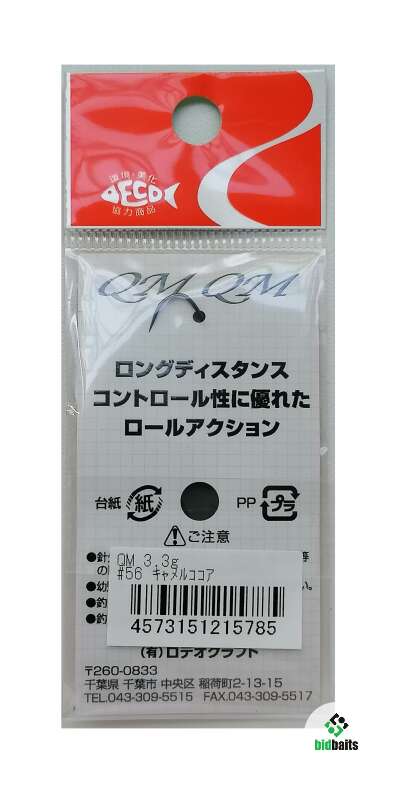 環境・美化
ECO
協力商品
QM QM
ロングディスタンス
コントロール性に優れた
ロールアクション
台紙
紙
PP
プラ
ご注意
QM 3.3g
#56 キャメルココア
4573151215785
(有)ロデオクラフト
〒260-0833
千葉県 千葉市 中央区 稲荷町2-13-15
TEL.043-309-5515 FAX.043-309-5517
bidbaits